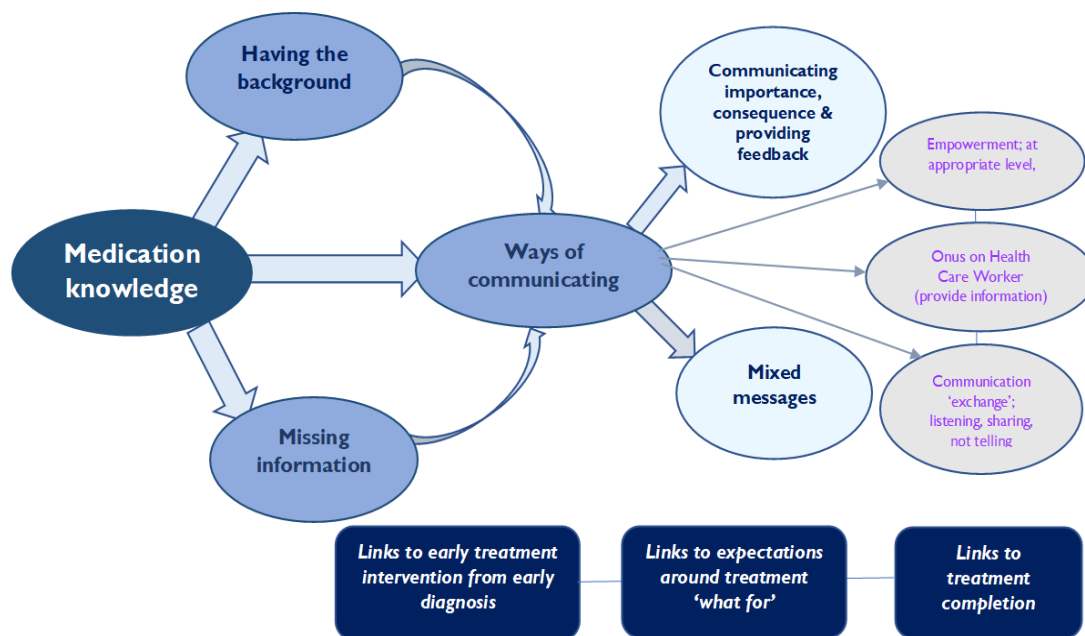 Having the
background
Communicating
importance,
consequence &
providing
feedback
Empowerment; at
appropriate level,
Medication
knowledge
Ways of
communicating
Onus on Health
Care Worker
(provide information)
Mixed
messages
Communication
‘exchange’;
listening, sharing,
not telling
Missing
information
Links to early treatment
intervention from early
diagnosis
Links to expectations
around treatment
‘what for’
Links to
treatment
completion